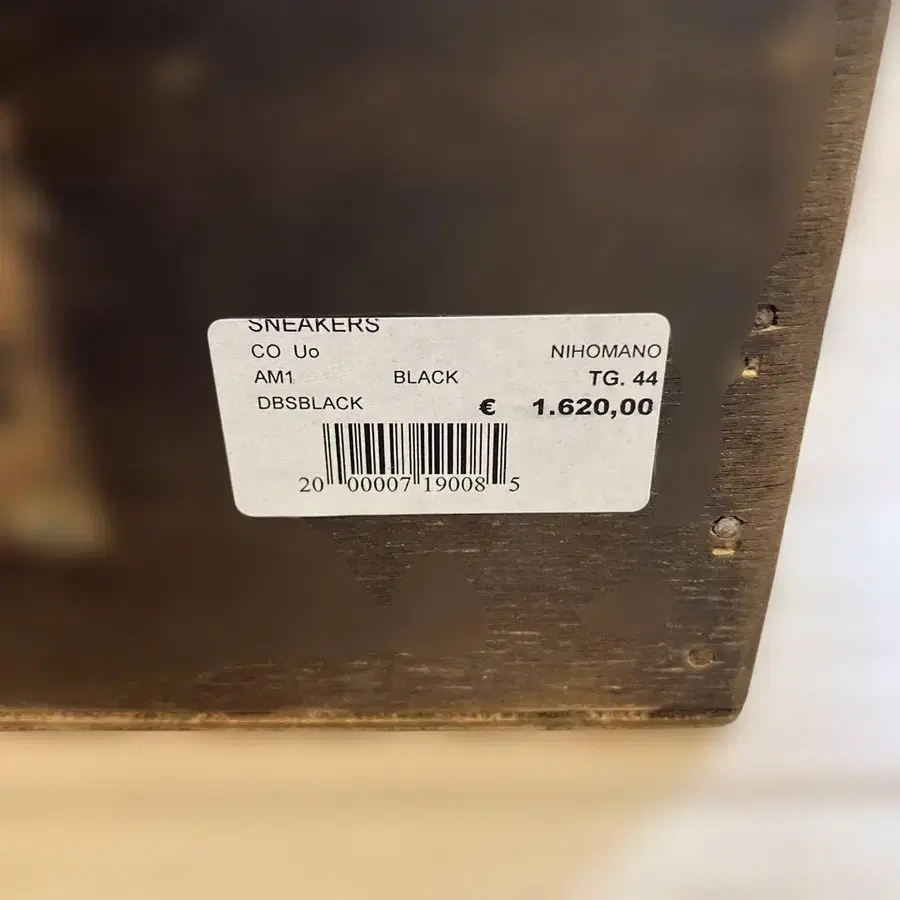 SNEAKERS
CO Uo NIHOMANO
AM1 BLACK TG. 44
DBSBLACK € 1.620,00
20 00007 19008 5